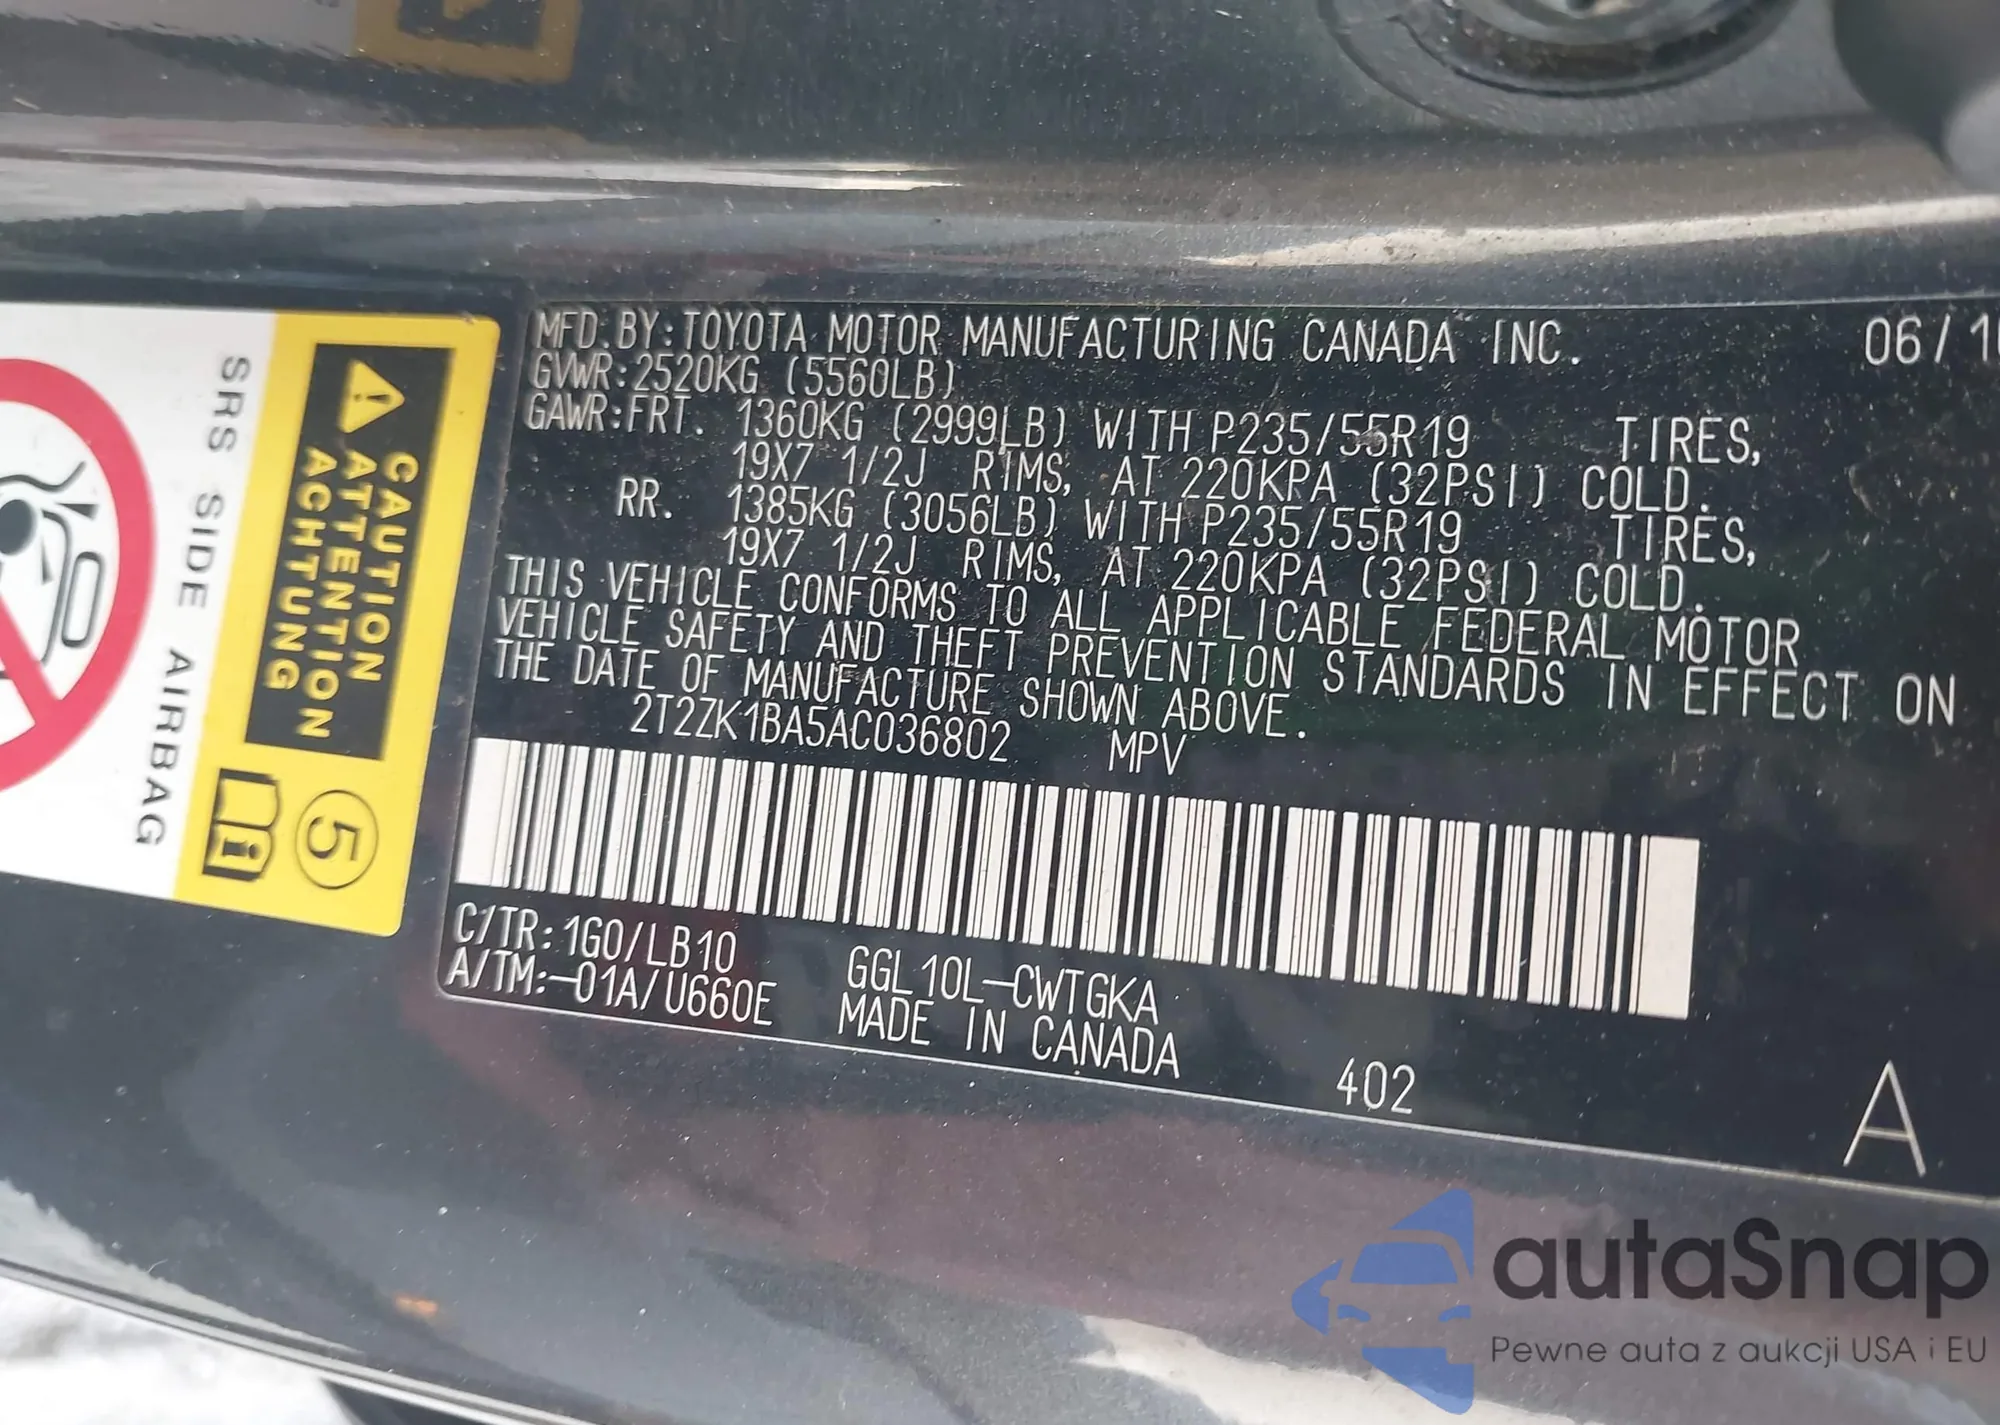 MFD.BY:TOYOTA MOTOR MANUFACTURING CANADA INC. 06/10
GVWR:2520KG (5560LB)
GAWR:FRT. 1360KG (2999LB) WITH P235/55R19 TIRES,
19X7 1/2J RIMS, AT 220KPA (32PSI) COLD.
RR. 1385KG (3056LB) WITH P235/55R19 TIRES,
19X7 1/2J RIMS, AT 220KPA (32PSI) COLD.
THIS VEHICLE CONFORMS TO ALL APPLICABLE FEDERAL MOTOR
VEHICLE SAFETY AND THEFT PREVENTION STANDARDS IN EFFECT ON
THE DATE OF MANUFACTURE SHOWN ABOVE.
2T2ZK1BA5AC036802 MPV
C/TR:1G0/LB10 GGL10L-CWTGKA
A/TM:-01A/U660E MADE IN CANADA
402
A
SRS SIDE AIRBAG
CAUTION
ATTENTION
ACHTUNG
5
i
autaSnap
Pewne auta z aukcji USA i EU